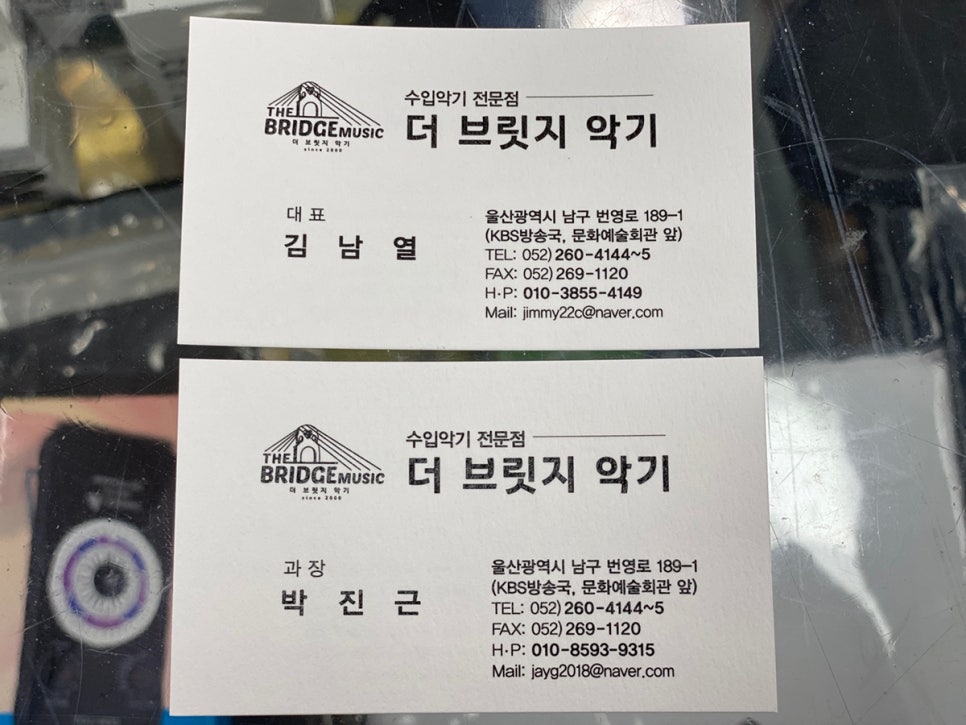 THE
BRIDGE MUSIC
더 브릿지 악기
since 2000
수입악기 전문점
더 브릿지 악기
대표
김 남 열
울산광역시 남구 번영로 189-1
(KBS방송국, 문화예술회관 앞)
TEL: 052) 260-4144~5
FAX: 052) 269-1120
H·P: 010-3855-4149
Mail: jimmy22c@naver.com
THE
BRIDGE MUSIC
더 브릿지 악기
since 2000
수입악기 전문점
더 브릿지 악기
과장
박 진 근
울산광역시 남구 번영로 189-1
(KBS방송국, 문화예술회관 앞)
TEL: 052) 260-4144~5
FAX: 052) 269-1120
H·P: 010-8593-9315
Mail: jayg2018@naver.com